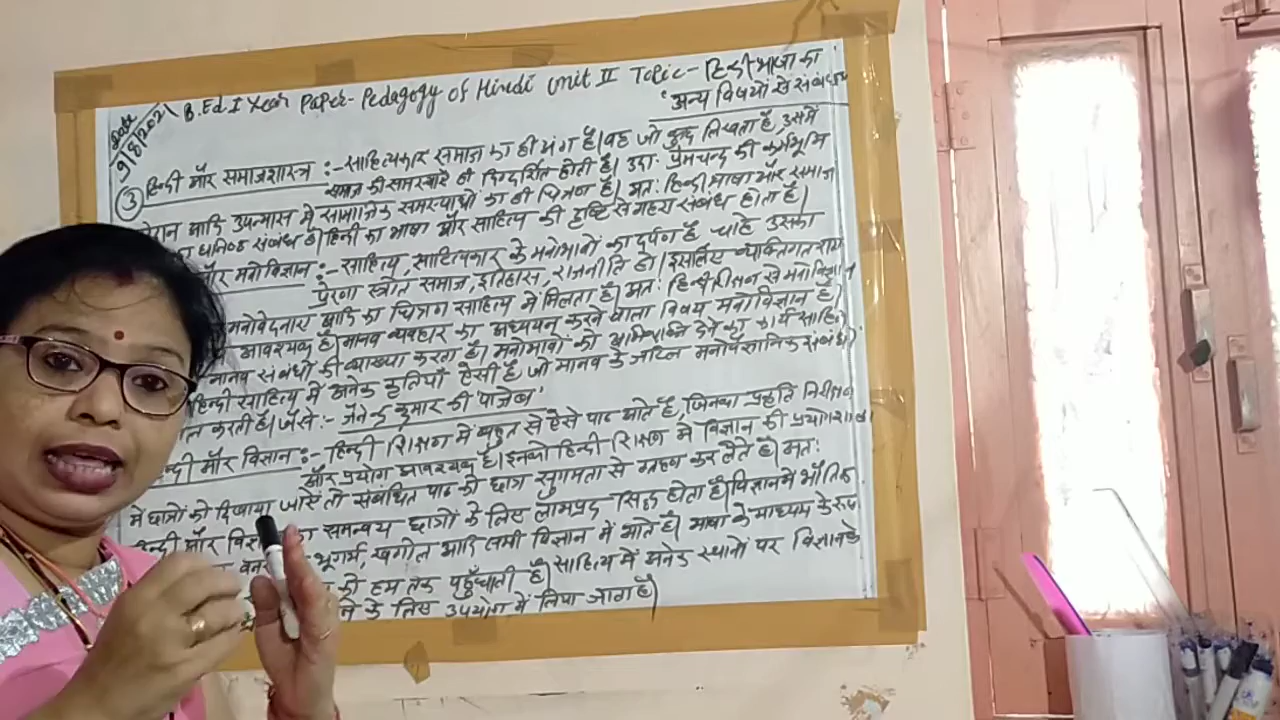 Date 9/8/2021 B.Ed I Year Paper- Pedagogy of Hindi Unit II Topic- हिन्दी भाषा का
अन्य विषयों से संबंध
③ हिन्दी और समाजशास्त्र :- साहित्यकार समाज का ही अंग है। वह जो कुछ लिखता है, उसमें
समाज की समस्याएँ ही दिग्दर्शित होती हैं। उदा. प्रेमचन्द की कर्मभूमि
आदि उपन्यास में सामाजिक समस्याओं का ही चित्रण है। अतः हिन्दी भाषा और समाज
घनिष्ठ संबंध है। हिन्दी का भाषा और साहित्य की दृष्टि से गहरा संबंध होता है।
और मनोविज्ञान :- साहित्य, साहित्यकार के मनोभावों का दर्पण है चाहे उसका
प्रेरणा स्त्रोत समाज, इतिहास, राजनीति हो। इसलिए व्यक्तिगत राग
मनोवेदनाएं आदि का चित्रण साहित्य में मिलता है। अतः हिन्दी शिक्षण से मनोविज्ञान
आवश्यक है। मानव व्यवहार का अध्ययन करने वाला विषय मनोविज्ञान है।
मानव संबंधों की व्याख्या करता है। मनोभावों को अभिव्यक्ति देने का कार्य साहित्य
हिन्दी साहित्य में अनेक कृतियाँ ऐसी हैं जो मानव के जटिल मनोवैज्ञानिक संबंधों
करती हैं। जैसे :- जैनेन्द्र कुमार की 'पाजेब'
और विज्ञान :- हिन्दी शिक्षण में बहुत से ऐसे पाठ आते हैं, जिनका प्रकृति निरीक्षण
और प्रयोग आवश्यक है। इनको हिन्दी शिक्षण में विज्ञान की प्रयोगशाला
में छात्रों को दिखाया जाए तो संबंधित पाठ को छात्र सुगमता से ग्रहण कर लेते हैं। अतः
हिन्दी और विज्ञान का समन्वय छात्रों के लिए लाभप्रद सिद्ध होता है। विज्ञान में भौतिक
भूगर्भ, खगोल आदि सभी विज्ञान में आते हैं। भाषा के माध्यम के रूप
को हम तक पहुँचाती है। साहित्य में अनेक स्थानों पर विज्ञान के
के लिए उपयोग में लिया जाता है।